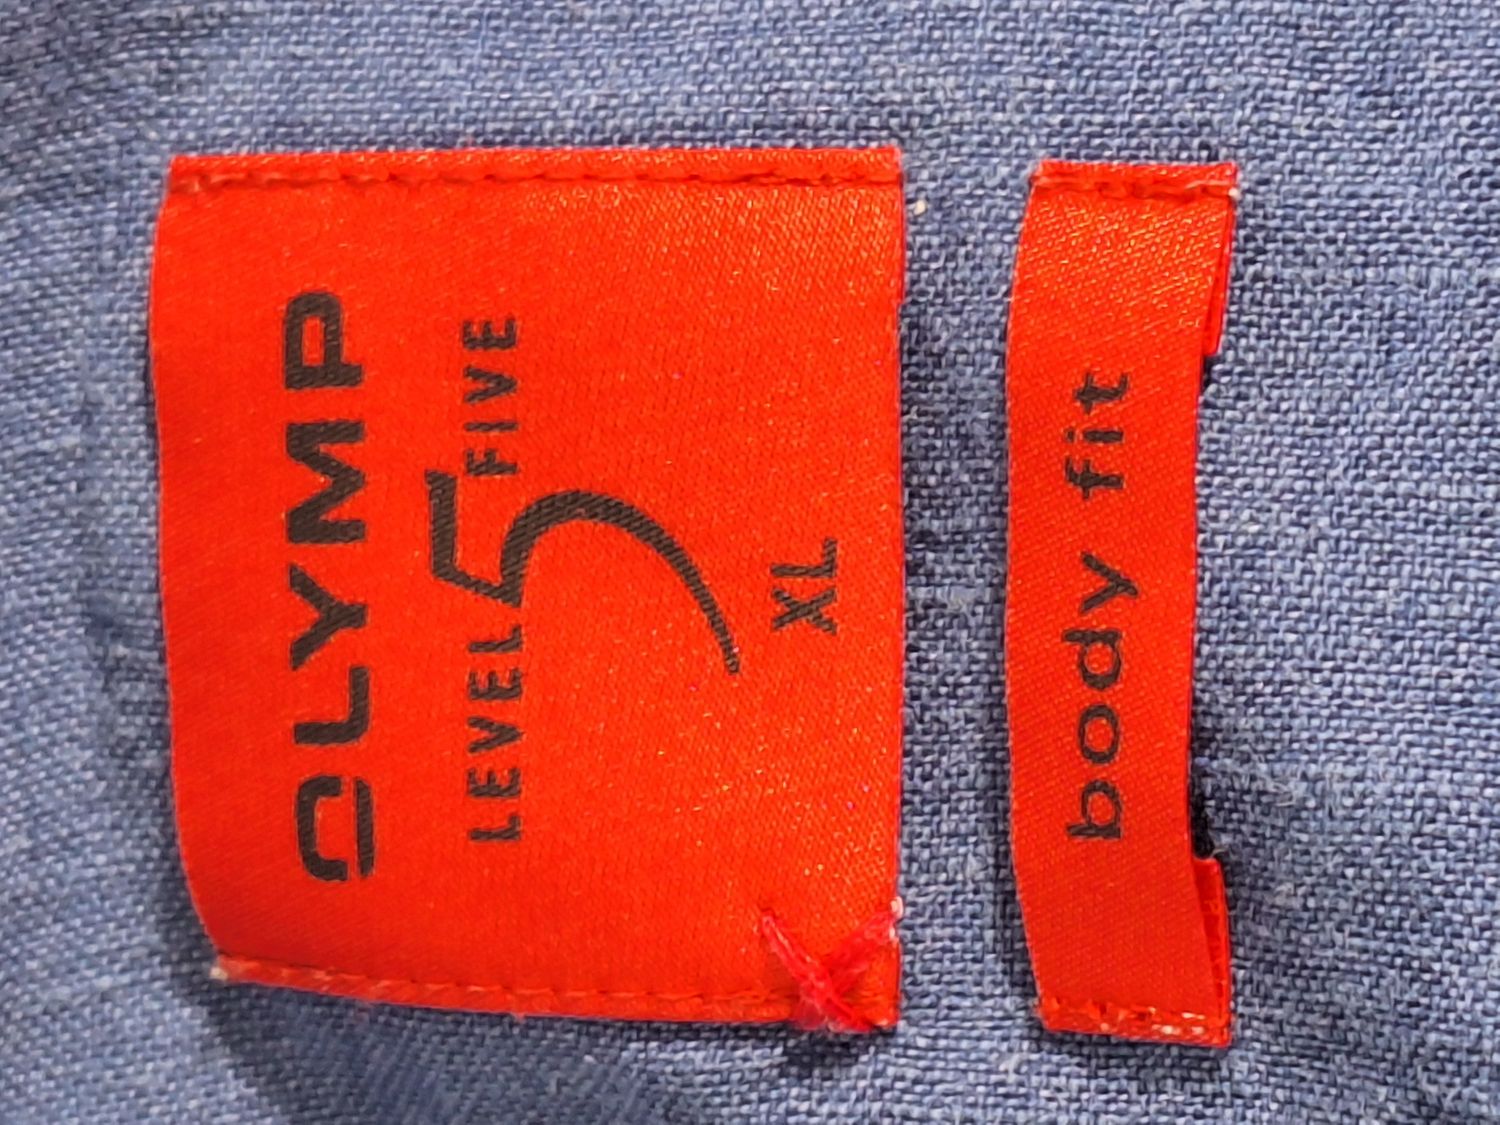 OLYMP
LEVEL 5 FIVE
XL
body fit